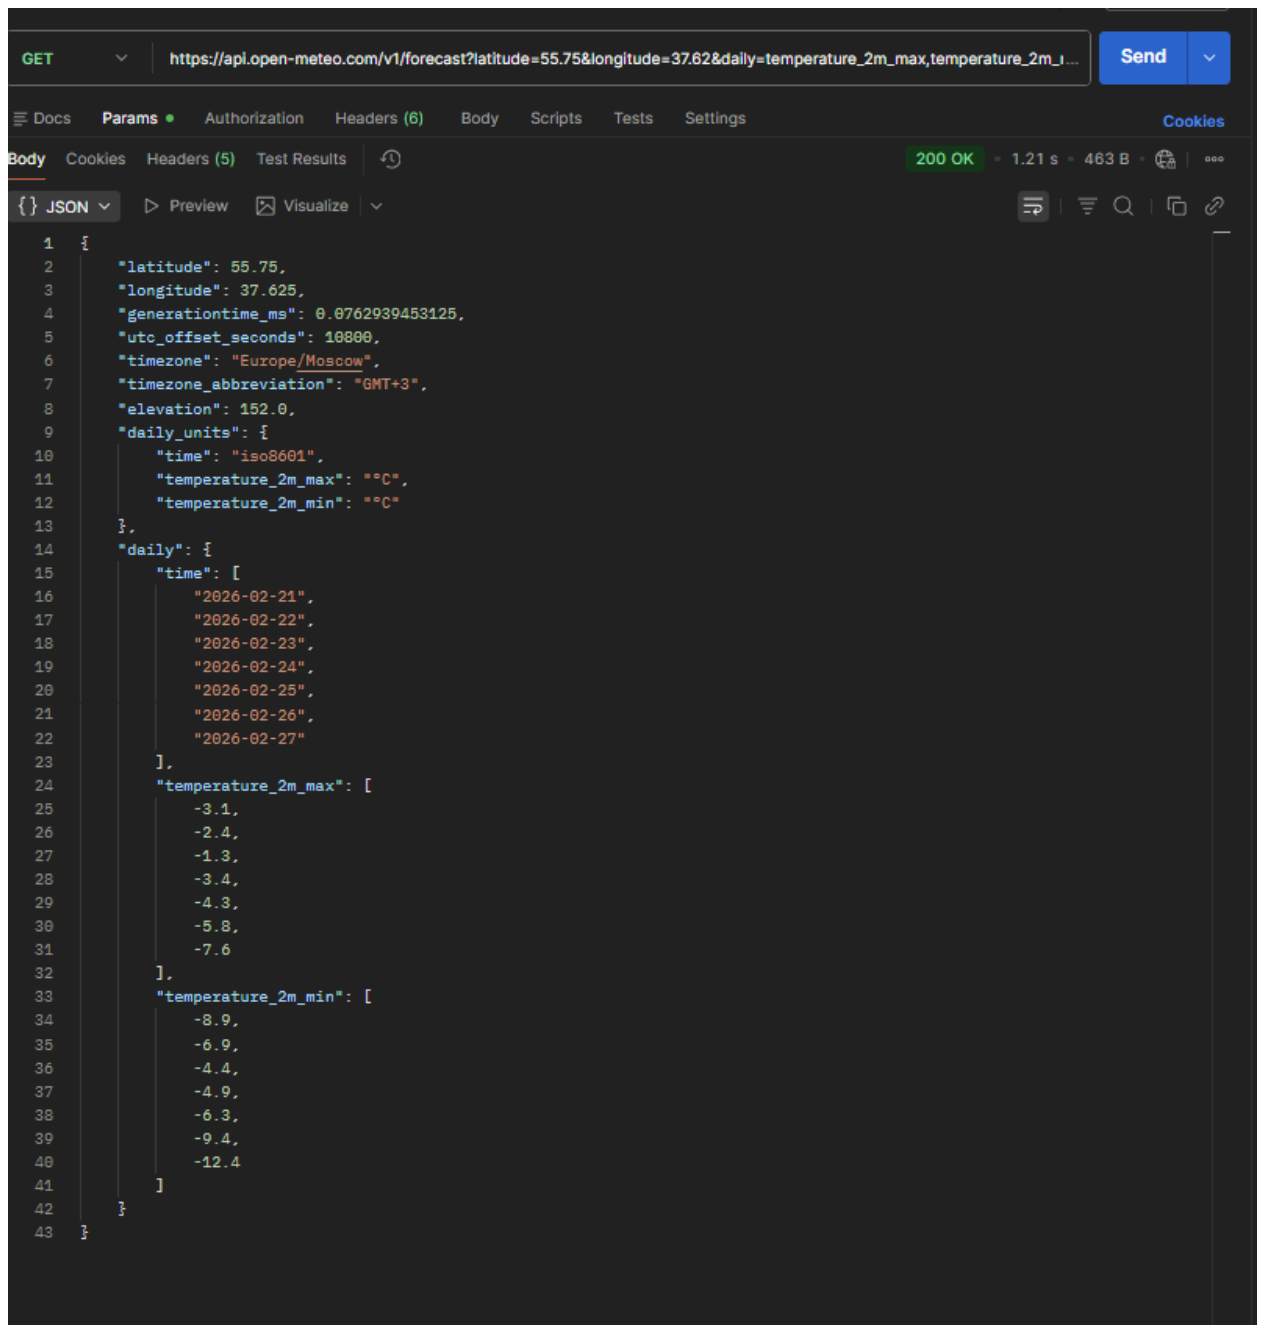 GET https://api.open-meteo.com/v1/forecast?latitude=55.75&longitude=37.62&daily=temperature_2m_max,temperature_2m_... Send
Docs Params Authorization Headers (6) Body Scripts Tests Settings Cookies
Body Cookies Headers (5) Test Results 200 OK 1.21 s 463 B
{} JSON Preview Visualize
1 {
2 "latitude": 55.75,
3 "longitude": 37.625,
4 "generationtime_ms": 0.0762939453125,
5 "utc_offset_seconds": 10800,
6 "timezone": "Europe/Moscow",
7 "timezone_abbreviation": "GMT+3",
8 "elevation": 152.0,
9 "daily_units": {
10 "time": "iso8601",
11 "temperature_2m_max": "°C",
12 "temperature_2m_min": "°C"
13 },
14 "daily": {
15 "time": [
16 "2026-02-21",
17 "2026-02-22",
18 "2026-02-23",
19 "2026-02-24",
20 "2026-02-25",
21 "2026-02-26",
22 "2026-02-27"
23 ],
24 "temperature_2m_max": [
25 -3.1,
26 -2.4,
27 -1.3,
28 -3.4,
29 -4.3,
30 -5.8,
31 -7.6
32 ],
33 "temperature_2m_min": [
34 -8.9,
35 -6.9,
36 -4.4,
37 -4.9,
38 -6.3,
39 -9.4,
40 -12.4
41 ]
42 }
43 }